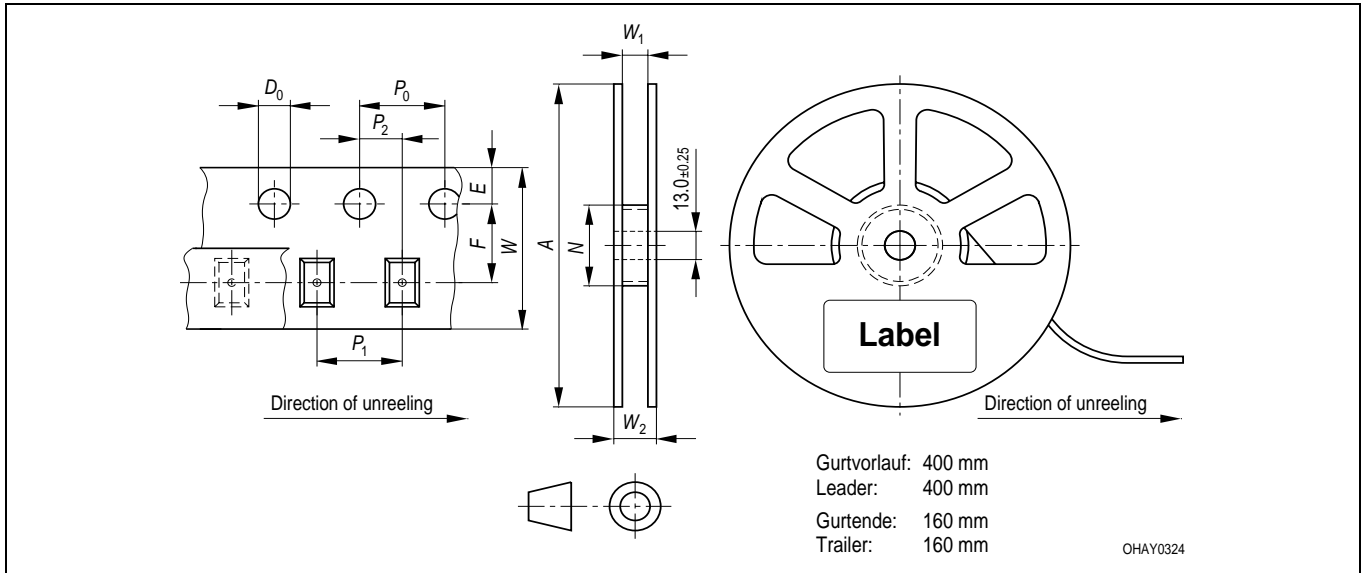 W1
D0
P0
P2
E
F
W
A
N
13.0±0.25
P1
Label
Direction of unreeling
W2
Direction of unreeling
Gurtvorlauf: 400 mm
Leader: 400 mm
Gurtende: 160 mm
Trailer: 160 mm
OHAY0324